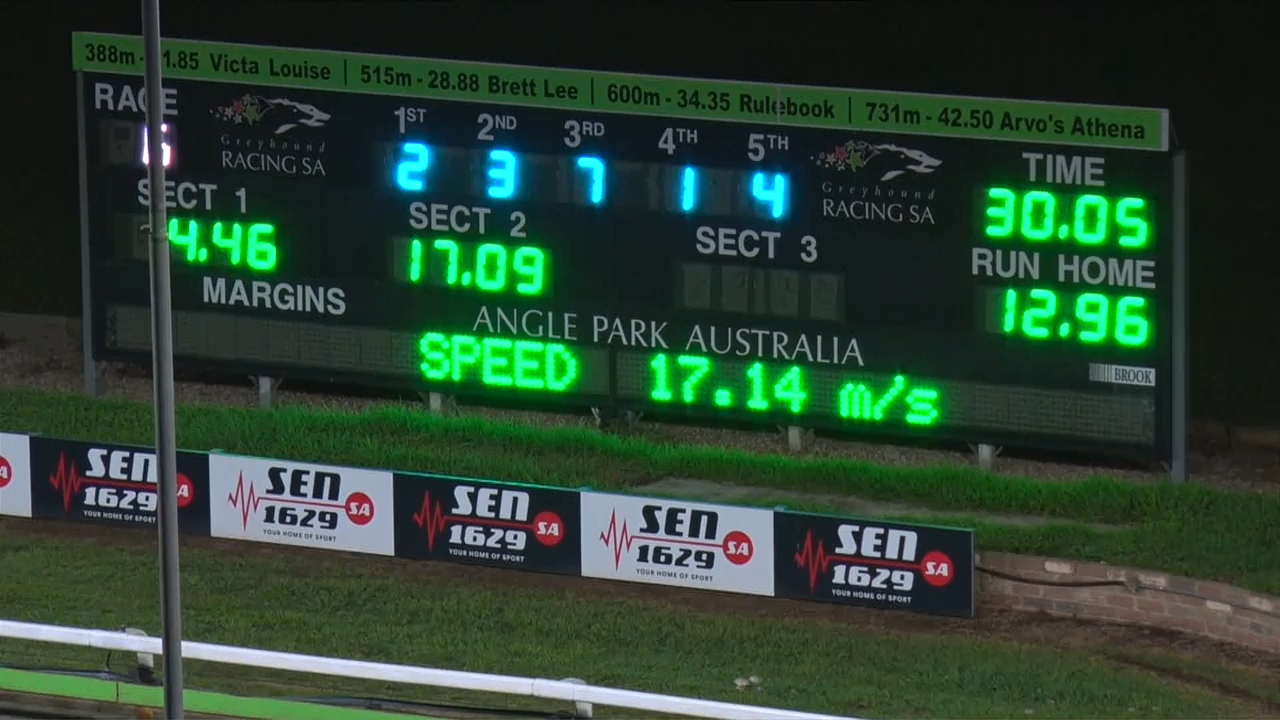 388m - 1.85 Victa Louise | 515m - 28.88 Brett Lee | 600m - 34.35 Rulebook | 731m - 42.50 Arvo's Athena
RACE
Greyhound
RACING SA
1ST 2ND 3RD 4TH 5TH
2 3 7 1 4
Greyhound
RACING SA
TIME
30.05
SECT 1
4.46
SECT 2
17.09
SECT 3
RUN HOME
12.96
MARGINS
ANGLE PARK AUSTRALIA
SPEED 17.14 m/s
BROOK
A
SEN
1629 A
YOUR HOME OF SPORT
SEN
1629 SA
YOUR HOME OF SPORT
SEN
1629 SA
YOUR HOME OF SPORT
SEN
1629 SA
YOUR HOME OF SPORT
SEN
1629 SA
YOUR HOME OF SPORT